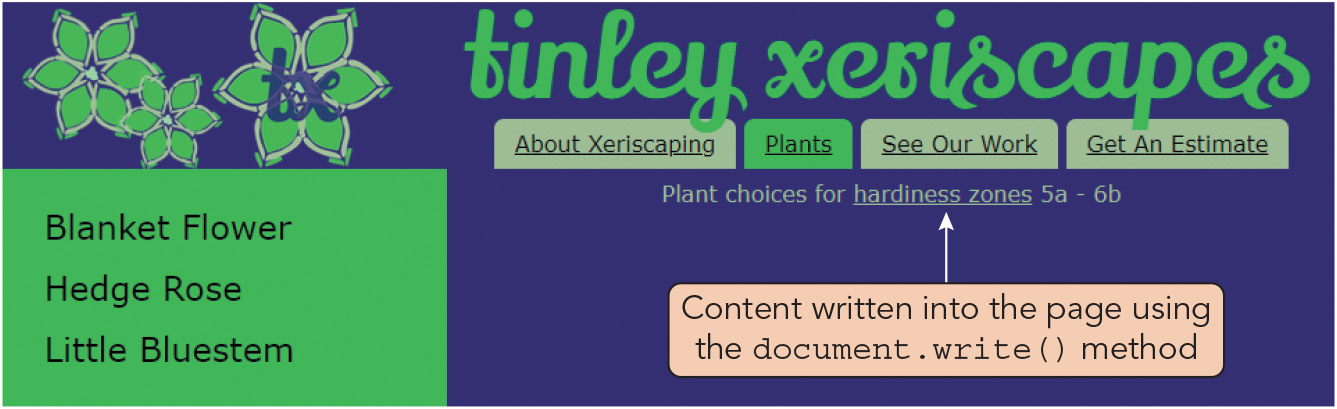 tx
tinley xeriscapes
About Xeriscaping Plants See Our Work Get An Estimate
Plant choices for hardiness zones 5a - 6b
Blanket Flower
Hedge Rose
Little Bluestem
Content written into the page using
the document.write() method